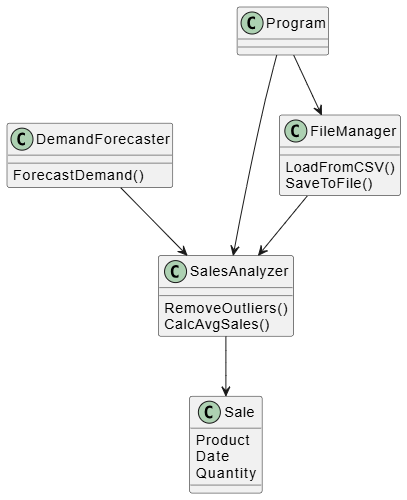 C Program
C DemandForecaster
ForecastDemand()
C FileManager
LoadFromCSV()
SaveToFile()
C SalesAnalyzer
RemoveOutliers()
CalcAvgSales()
C Sale
Product
Date
Quantity